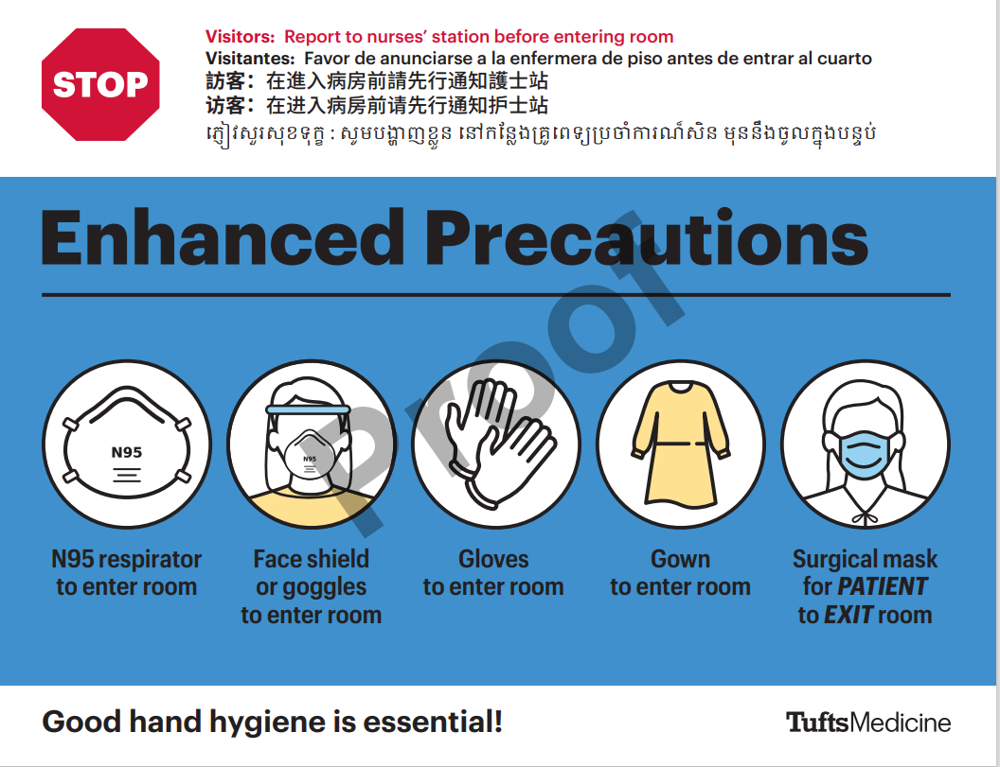 STOP
Visitors: Report to nurses’ station before entering room
Visitantes: Favor de anunciarse a la enfermera de piso antes de entrar al cuarto
訪客：在進入病房前請先行通知護士站
访客：在进入病房前请先行通知护士站
ភ្ញៀវសួរសុខទុក្ខ : សូមបង្ហាញខ្លួន នៅកន្លែងគ្រូពេទ្យប្រចាំការណ៍សិន មុននឹងចូលក្នុងបន្ទប់
Enhanced Precautions
Proof
N95
N95
N95 respirator
to enter room
Face shield
or goggles
to enter room
Gloves
to enter room
Gown
to enter room
Surgical mask
for PATIENT
to EXIT room
Good hand hygiene is essential!
TuftsMedicine